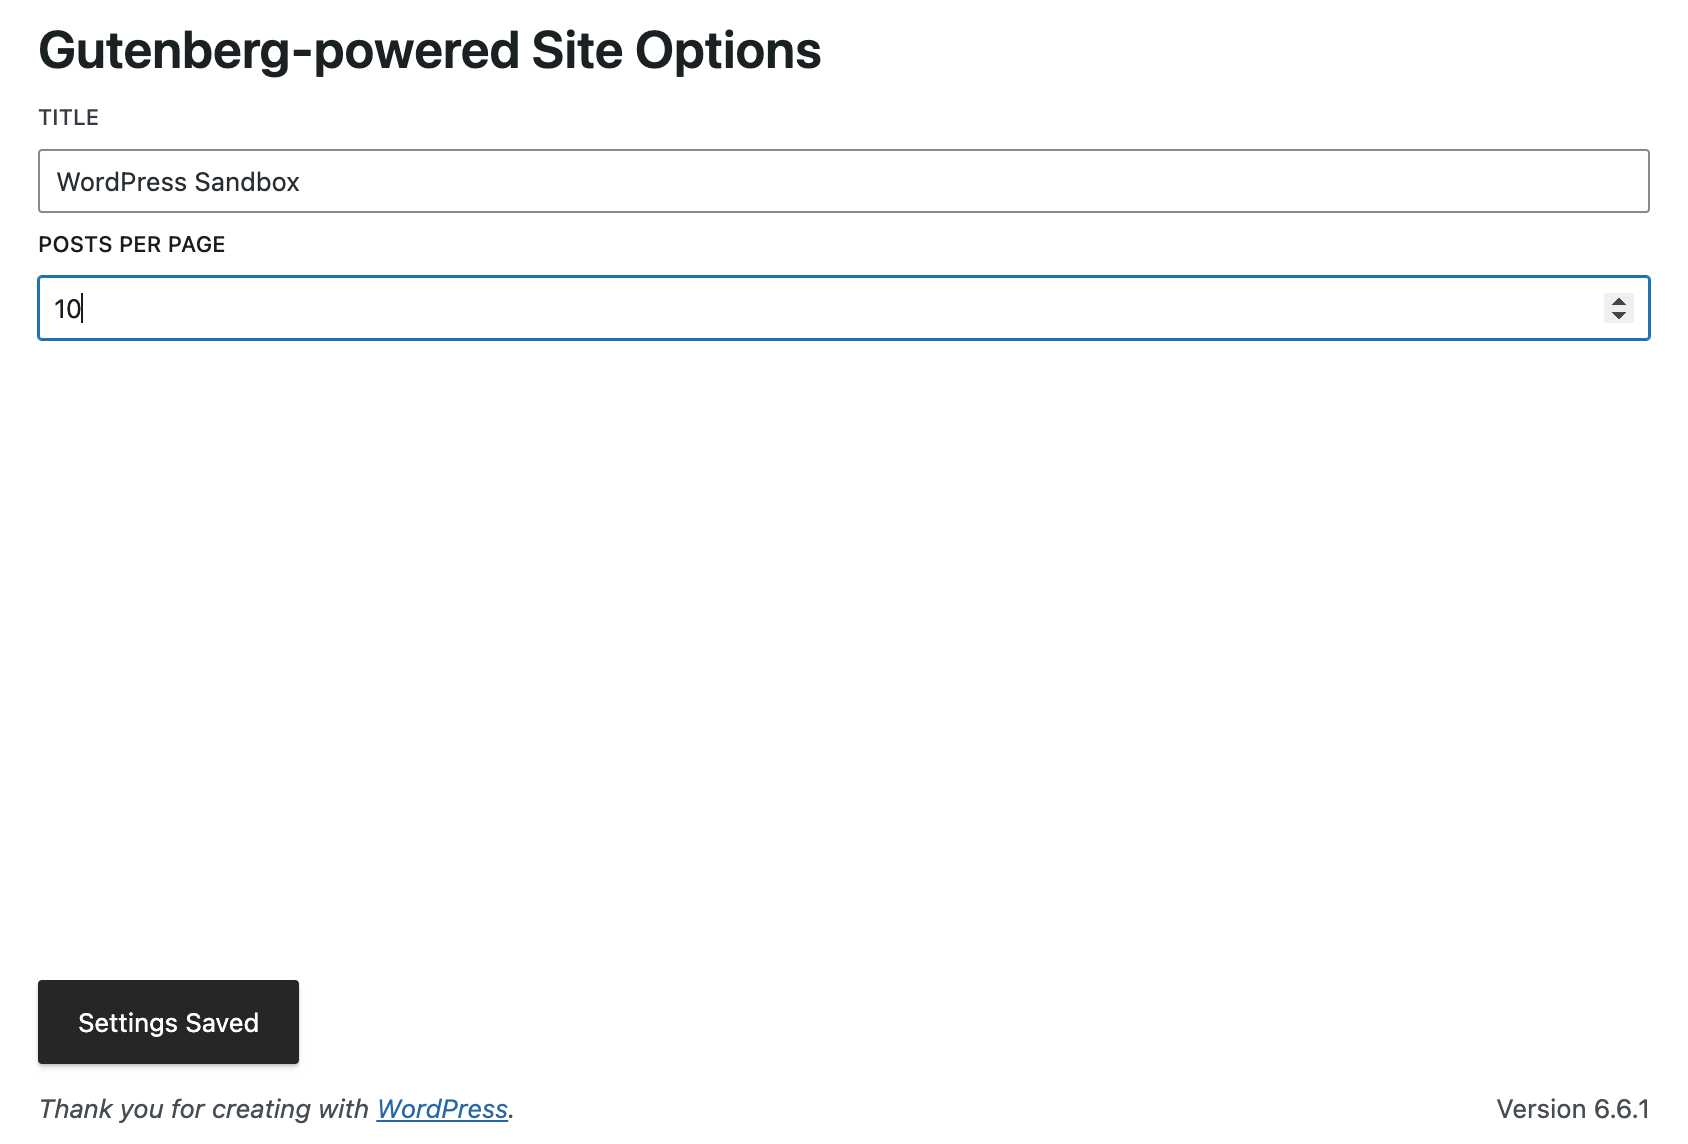 Gutenberg-powered Site Options
TITLE
WordPress Sandbox
POSTS PER PAGE
10
Settings Saved
Thank you for creating with WordPress.
Version 6.6.1